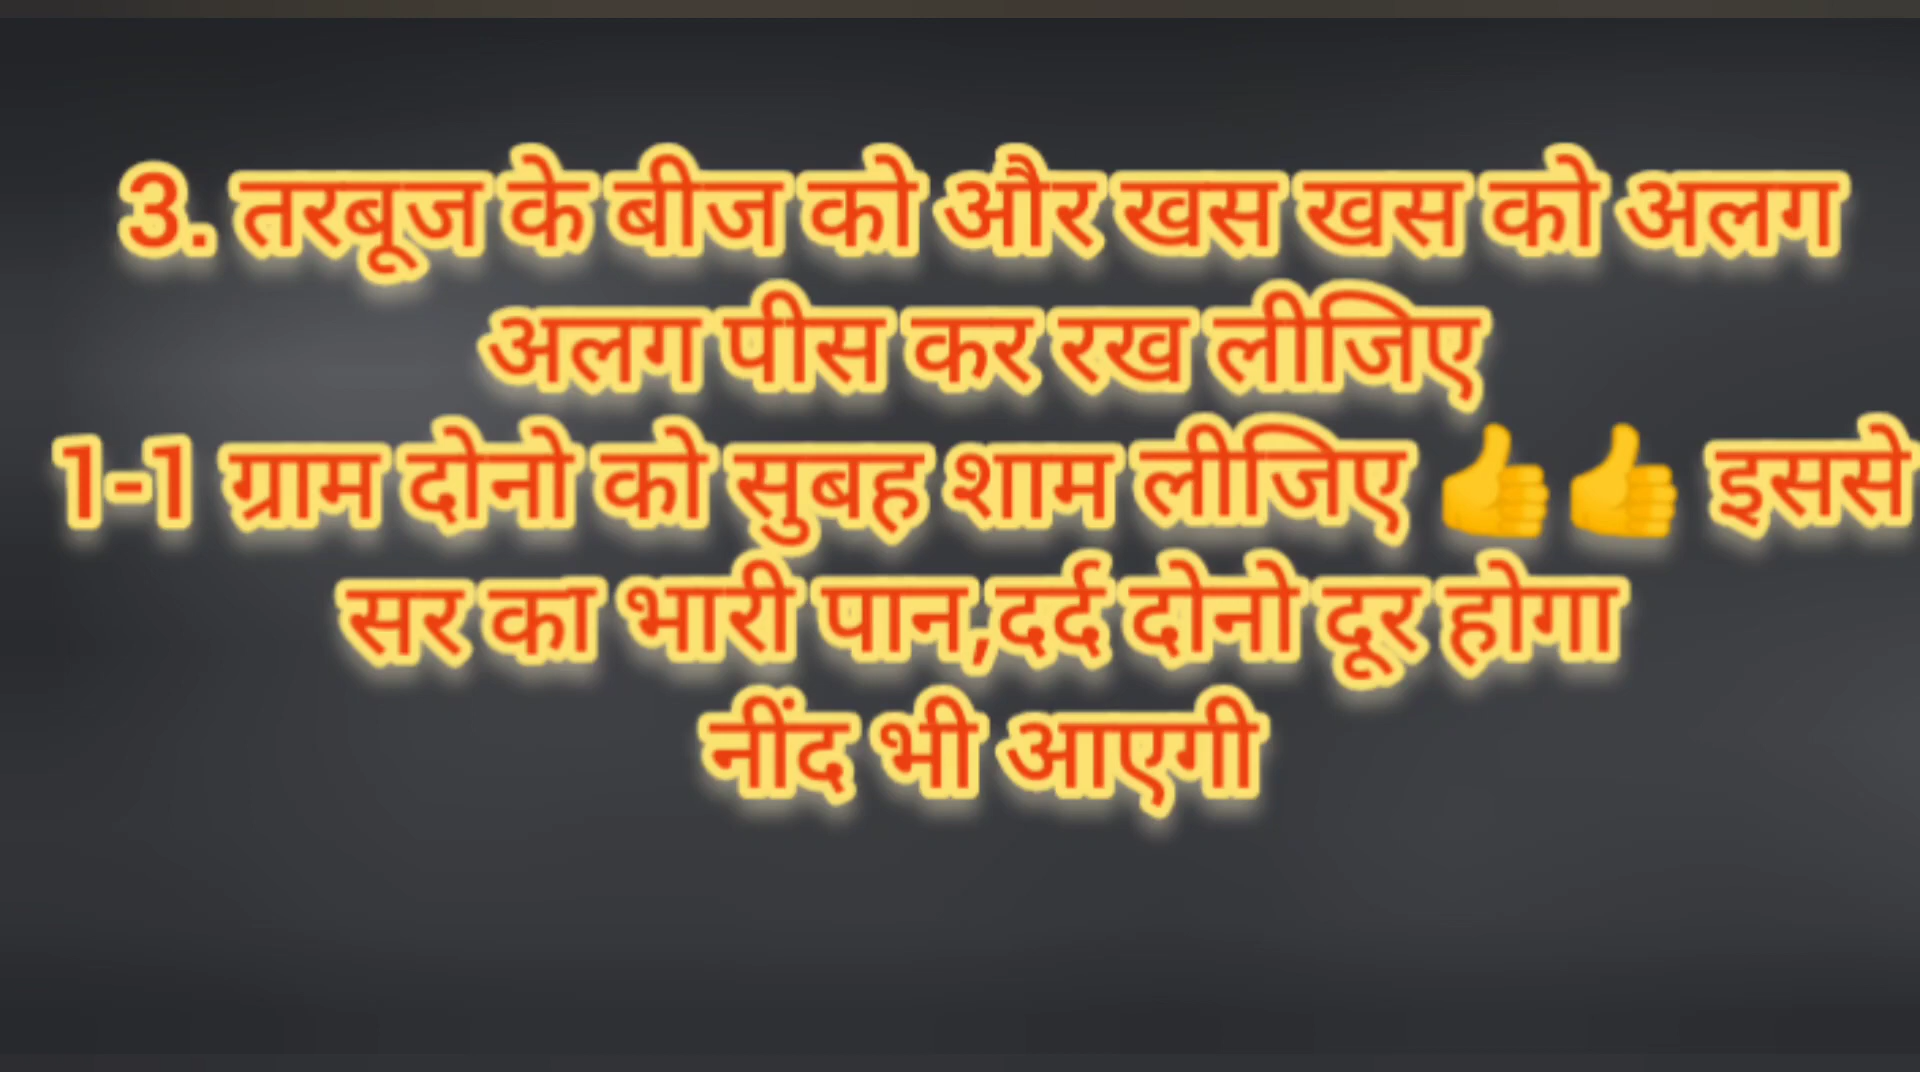 3. तरबूज के बीज को और खस खस को अलग
अलग पीस कर रख लीजिए
1-1 ग्राम दोनो को सुबह शाम लीजिए 👍👍 इससे
सर का भारी पान,दर्द दोनो दूर होगा
नींद भी आएगी